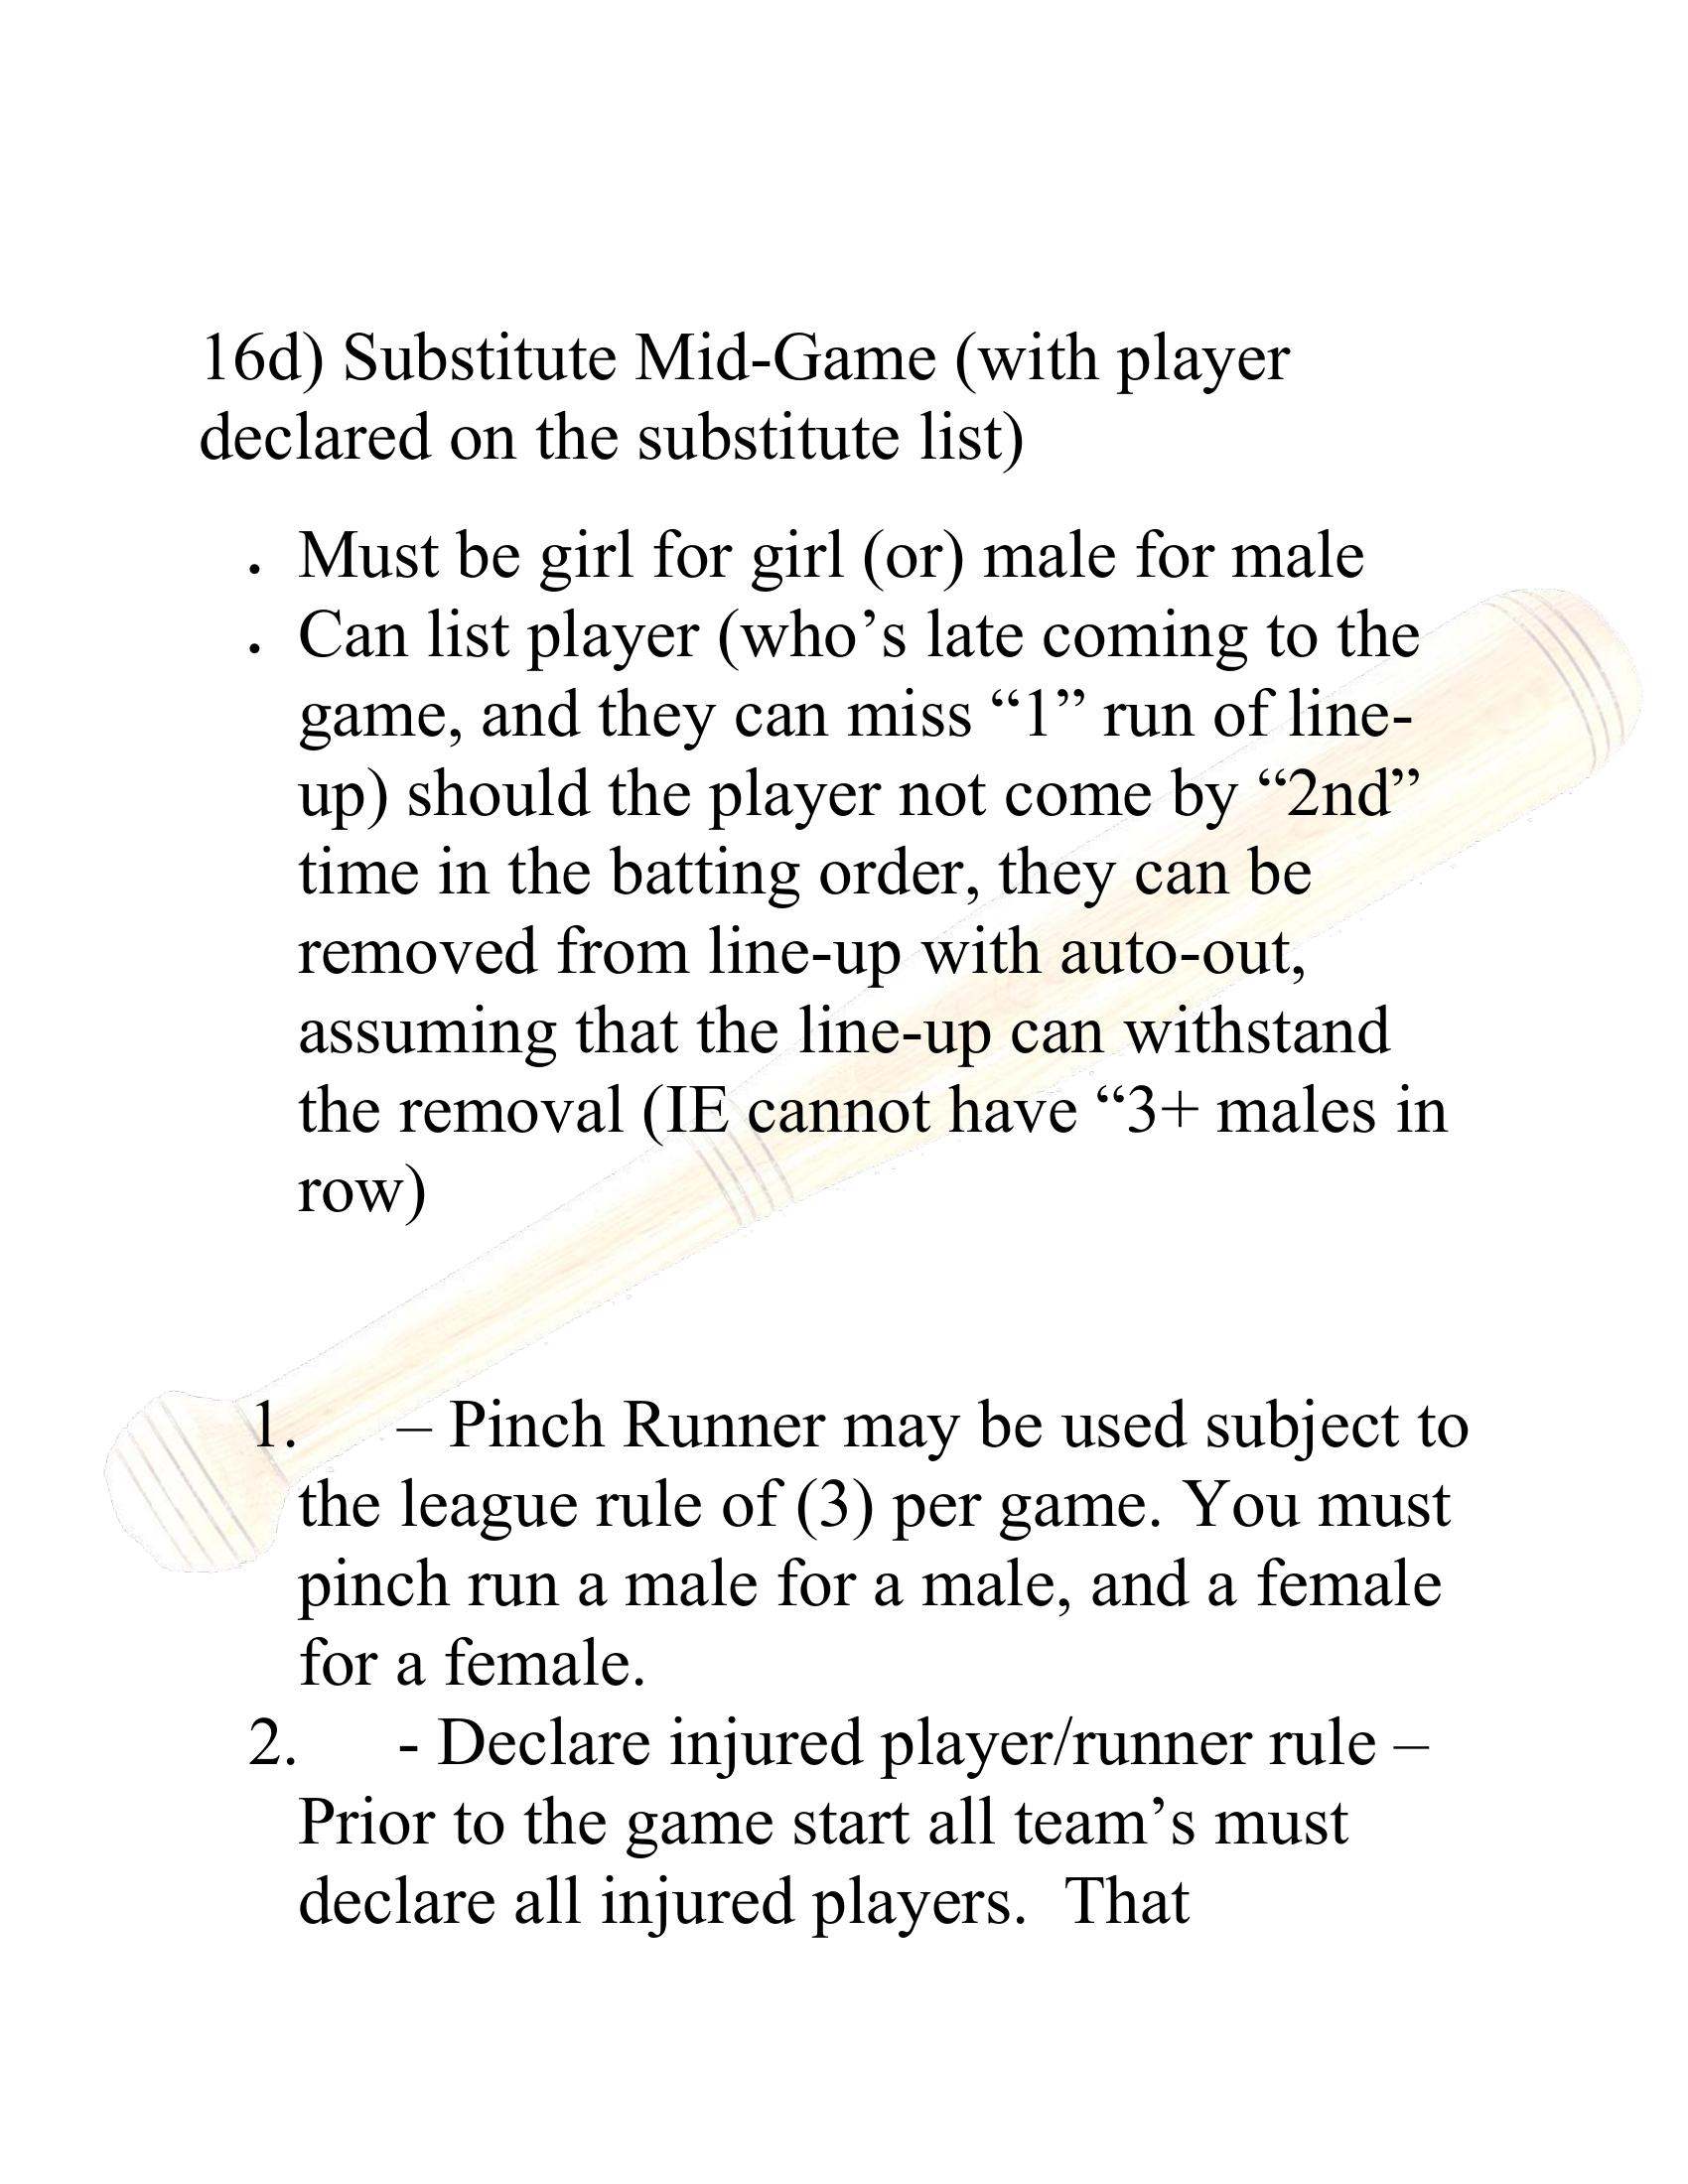 16d) Substitute Mid-Game (with player
declared on the substitute list)
• Must be girl for girl (or) male for male
• Can list player (who’s late coming to the
game, and they can miss “1” run of line-
up) should the player not come by “2nd”
time in the batting order, they can be
removed from line-up with auto-out,
assuming that the line-up can withstand
the removal (IE cannot have “3+ males in
row)
1. – Pinch Runner may be used subject to
the league rule of (3) per game. You must
pinch run a male for a male, and a female
for a female.
2. - Declare injured player/runner rule –
Prior to the game start all team’s must
declare all injured players.  That